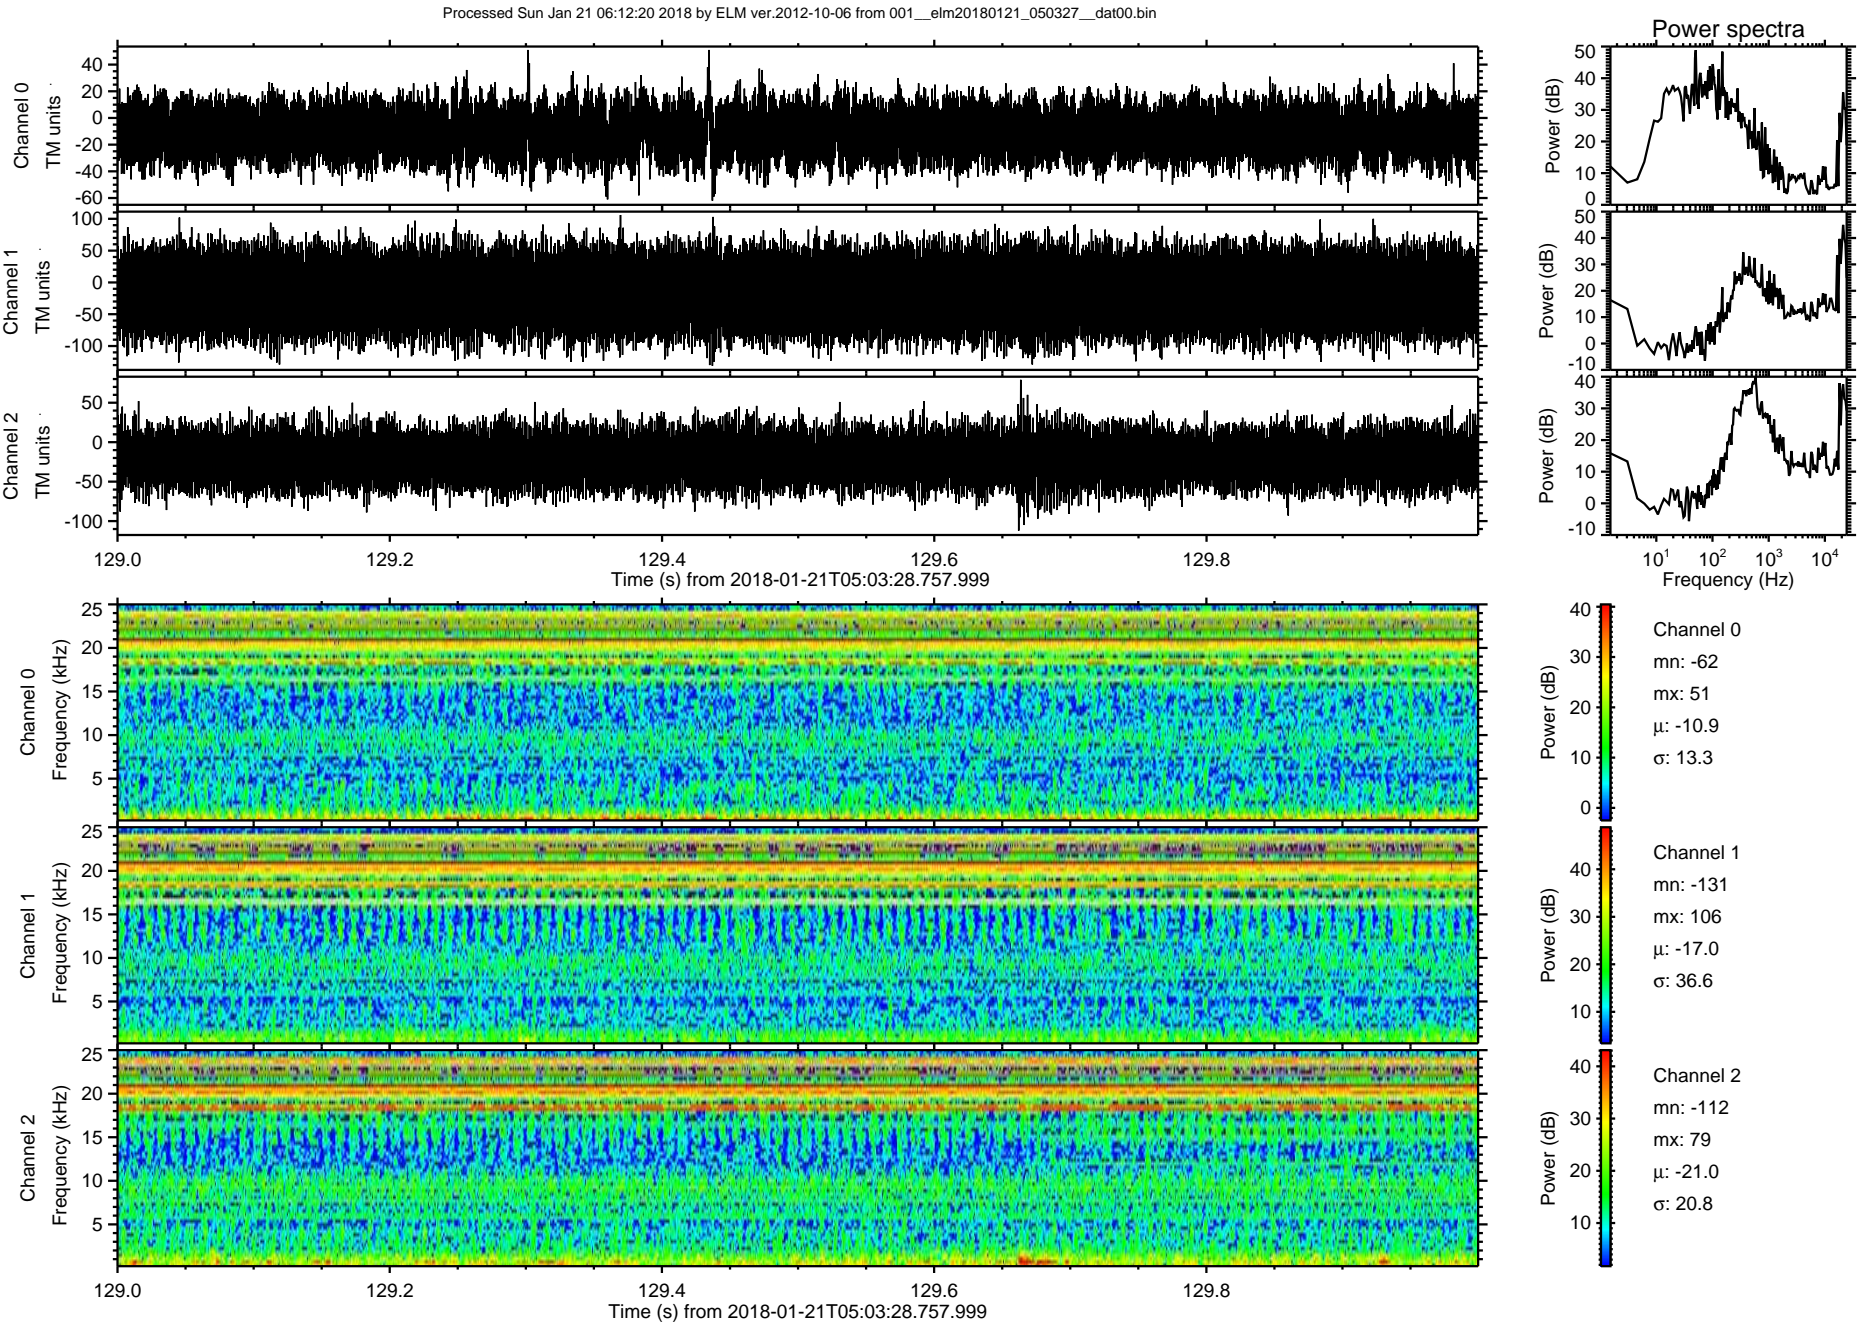 Processed Sun Jan 21 06:12:20 2018 by ELM ver.2012-10-06 from 001__elm20180121_050327__dat00.bin
Power spectra
Channel 0
TM units
40
20
0
-20
-40
-60
Power (dB)
50
40
30
20
10
0
Channel 1
TM units
100
50
0
-50
-100
Power (dB)
50
40
30
20
10
0
-10
Channel 2
TM units
50
0
-50
-100
Power (dB)
40
30
20
10
0
-10
129.0 129.2 129.4 129.6 129.8
Time (s) from 2018-01-21T05:03:28.757.999
10^1 10^2 10^3 10^4
Frequency (Hz)
Channel 0
Frequency (kHz)
25
20
15
10
5
Power (dB)
40
30
20
10
0
Channel 0
mn: -62
mx: 51
μ: -10.9
σ: 13.3
Channel 1
Frequency (kHz)
25
20
15
10
5
Power (dB)
40
30
20
10
Channel 1
mn: -131
mx: 106
μ: -17.0
σ: 36.6
Channel 2
Frequency (kHz)
25
20
15
10
5
Power (dB)
40
30
20
10
Channel 2
mn: -112
mx: 79
μ: -21.0
σ: 20.8
129.0 129.2 129.4 129.6 129.8
Time (s) from 2018-01-21T05:03:28.757.999